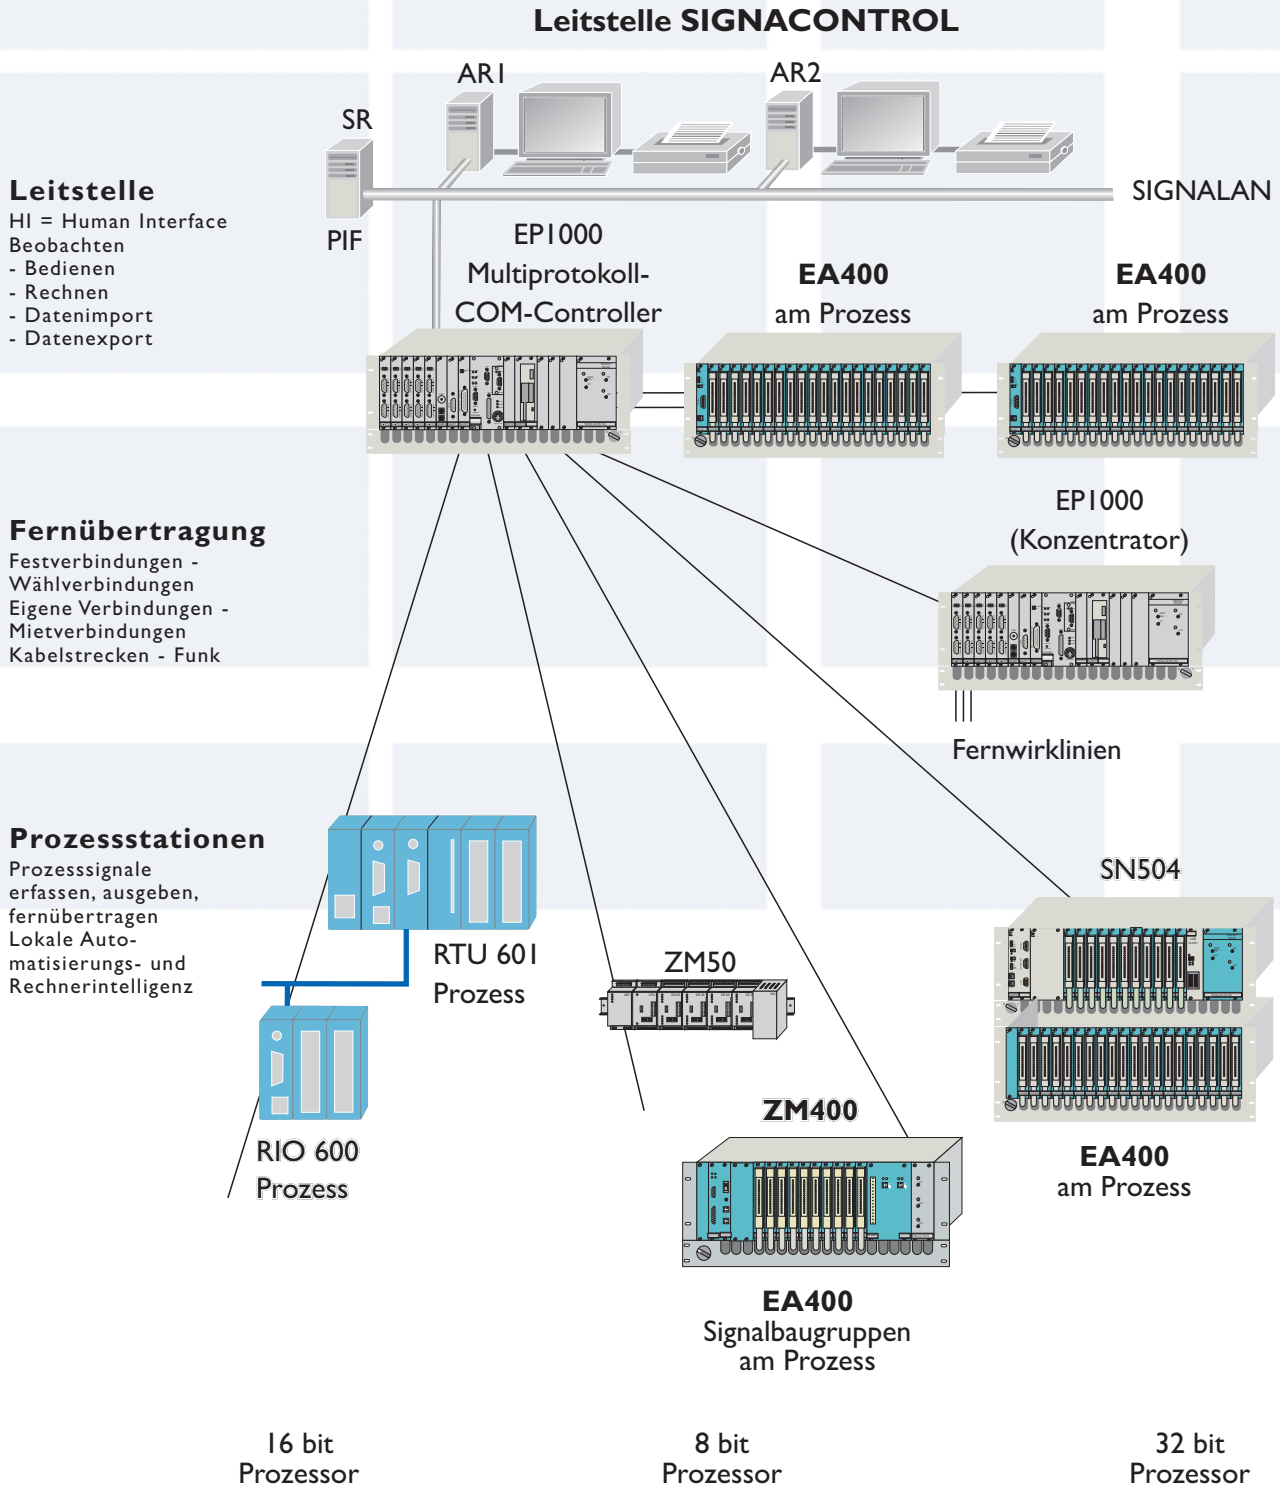 Leitstelle SIGNACONTROL
AR1
AR2
SR
PIF
SIGNALAN
Leitstelle
HI = Human Interface
Beobachten
- Bedienen
- Rechnen
- Datenimport
- Datenexport
EP1000
Multiprotokoll-
COM-Controller
EA400
am Prozess
EA400
am Prozess
Fernübertragung
Festverbindungen -
Wählverbindungen
Eigene Verbindungen -
Mietverbindungen
Kabelstrecken - Funk
EP1000
(Konzentrator)
Fernwirklinien
Prozessstationen
Prozesssignale
erfassen, ausgeben,
fernübertragen
Lokale Auto-
matisierungs- und
Rechnerintelligenz
RTU 601
Prozess
ZM50
SN504
RIO 600
Prozess
ZM400
EA400
am Prozess
EA400
Signalbaugruppen
am Prozess
16 bit
Prozessor
8 bit
Prozessor
32 bit
Prozessor